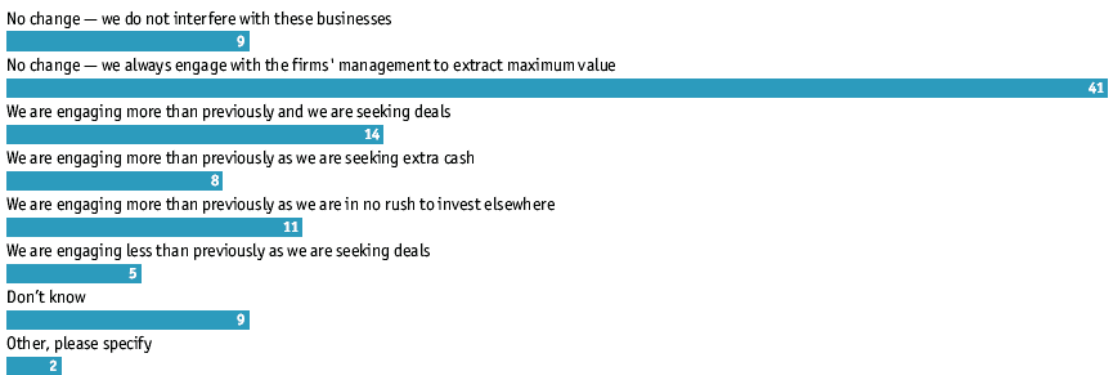 No change — we do not interfere with these businesses
9
No change — we always engage with the firms' management to extract maximum value
41
We are engaging more than previously and we are seeking deals
14
We are engaging more than previously as we are seeking extra cash
8
We are engaging more than previously as we are in no rush to invest elsewhere
11
We are engaging less than previously as we are seeking deals
5
Don’t know
9
Other, please specify
2